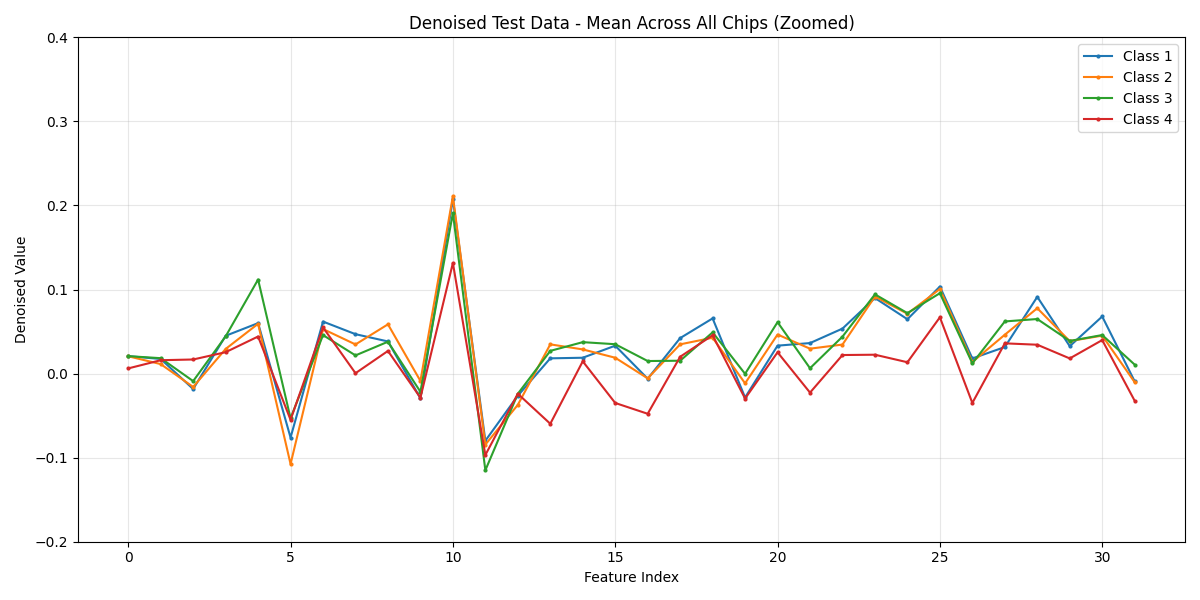 Denoised Test Data - Mean Across All Chips (Zoomed)
Denoised Value
0.4
0.3
0.2
0.1
0.0
−0.1
−0.2
Class 1
Class 2
Class 3
Class 4
0 5 10 15 20 25 30
Feature Index